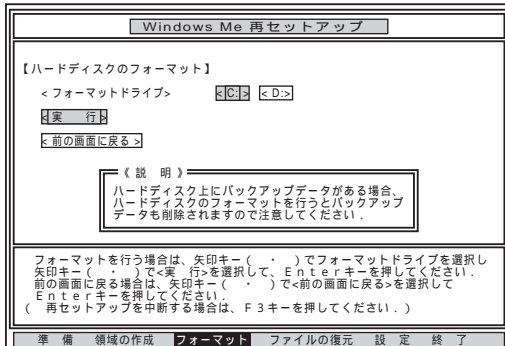 Windows Me 再セットアップ
【ハードディスクのフォーマット】
<フォーマットドライブ> <C:> <D:>
<実 行>
<前の画面に戻る>
《説 明》
ハードディスク上にバックアップデータがある場合、
ハードディスクのフォーマットを行うとバックアップ
データも削除されますので注意してください.
フォーマットを行う場合は、矢印キー( ・ )でフォーマットドライブを選択し
矢印キー( ・ )で<実 行>を選択して、Enterキーを押してください.
前の画面に戻る場合は、矢印キー( ・ )で<前の画面に戻る>を選択して
Enterキーを押してください.
( 再セットアップを中断する場合は、F3キーを押してください.)
準 備 領域の作成 フォーマット ファイルの復元 設 定 終 了